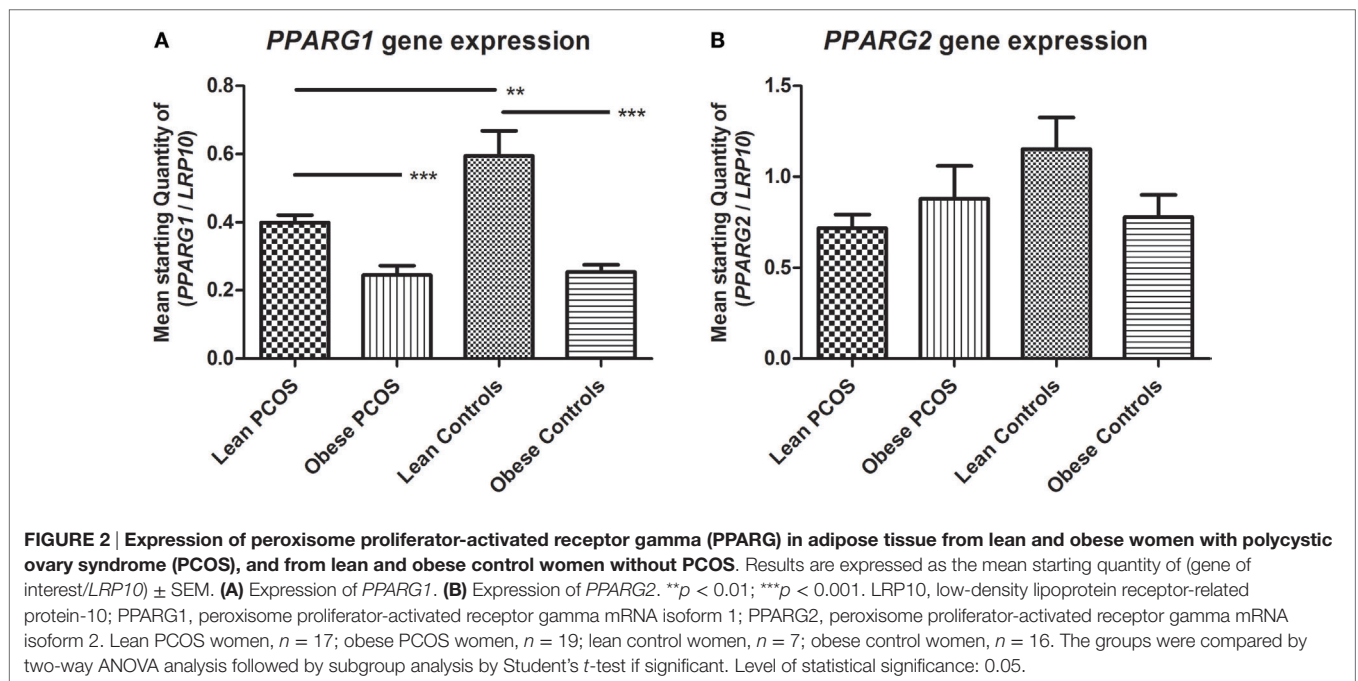 A
PPARG1 gene expression
Mean starting Quantity of
(PPARG1 / LRP10)
0.8
0.6
0.4
0.2
0.0
**
***
***
Lean PCOS
Obese PCOS
Lean Controls
Obese Controls
B
PPARG2 gene expression
Mean starting Quantity of
(PPARG2 / LRP10)
1.5
1.0
0.5
0.0
Lean PCOS
Obese PCOS
Lean Controls
Obese Controls
FIGURE 2 | Expression of peroxisome proliferator-activated receptor gamma (PPARG) in adipose tissue from lean and obese women with polycystic
ovary syndrome (PCOS), and from lean and obese control women without PCOS. Results are expressed as the mean starting quantity of (gene of
interest/LRP10) ± SEM. (A) Expression of PPARG1. (B) Expression of PPARG2. **p < 0.01; ***p < 0.001. LRP10, low-density lipoprotein receptor-related
protein-10; PPARG1, peroxisome proliferator-activated receptor gamma mRNA isoform 1; PPARG2, peroxisome proliferator-activated receptor gamma mRNA
isoform 2. Lean PCOS women, n = 17; obese PCOS women, n = 19; lean control women, n = 7; obese control women, n = 16. The groups were compared by
two-way ANOVA analysis followed by subgroup analysis by Student's t-test if significant. Level of statistical significance: 0.05.